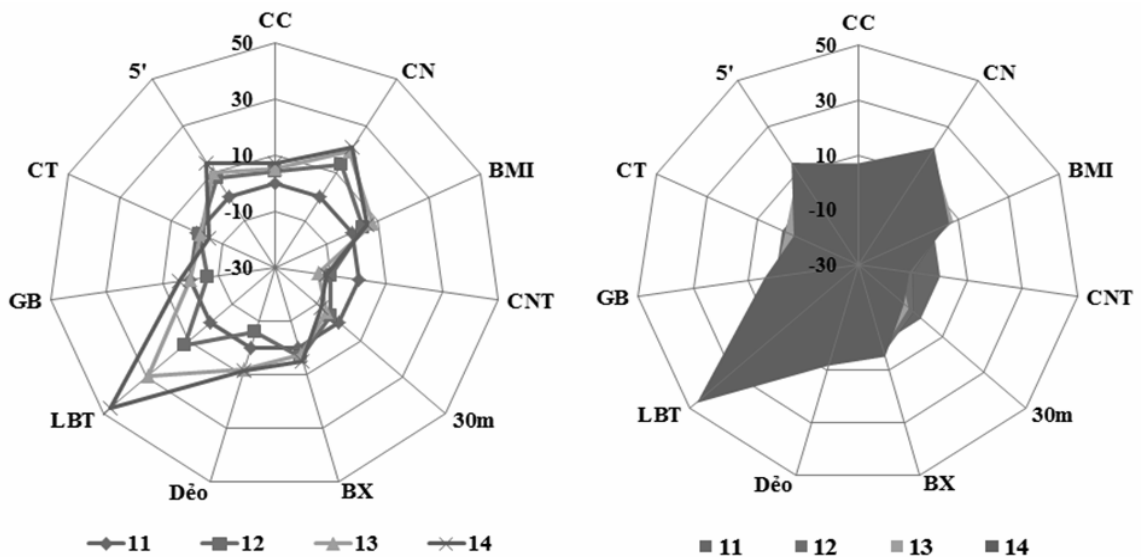 CC
50
5'
CN
30
10
CT
BMI
-10
-30
GB
CNT
LBT
30m
Dẻo
BX
11 12 13 14
CC
50
5'
CN
30
10
CT
BMI
-10
-30
GB
CNT
LBT
30m
Dẻo
BX
11 12 13 14